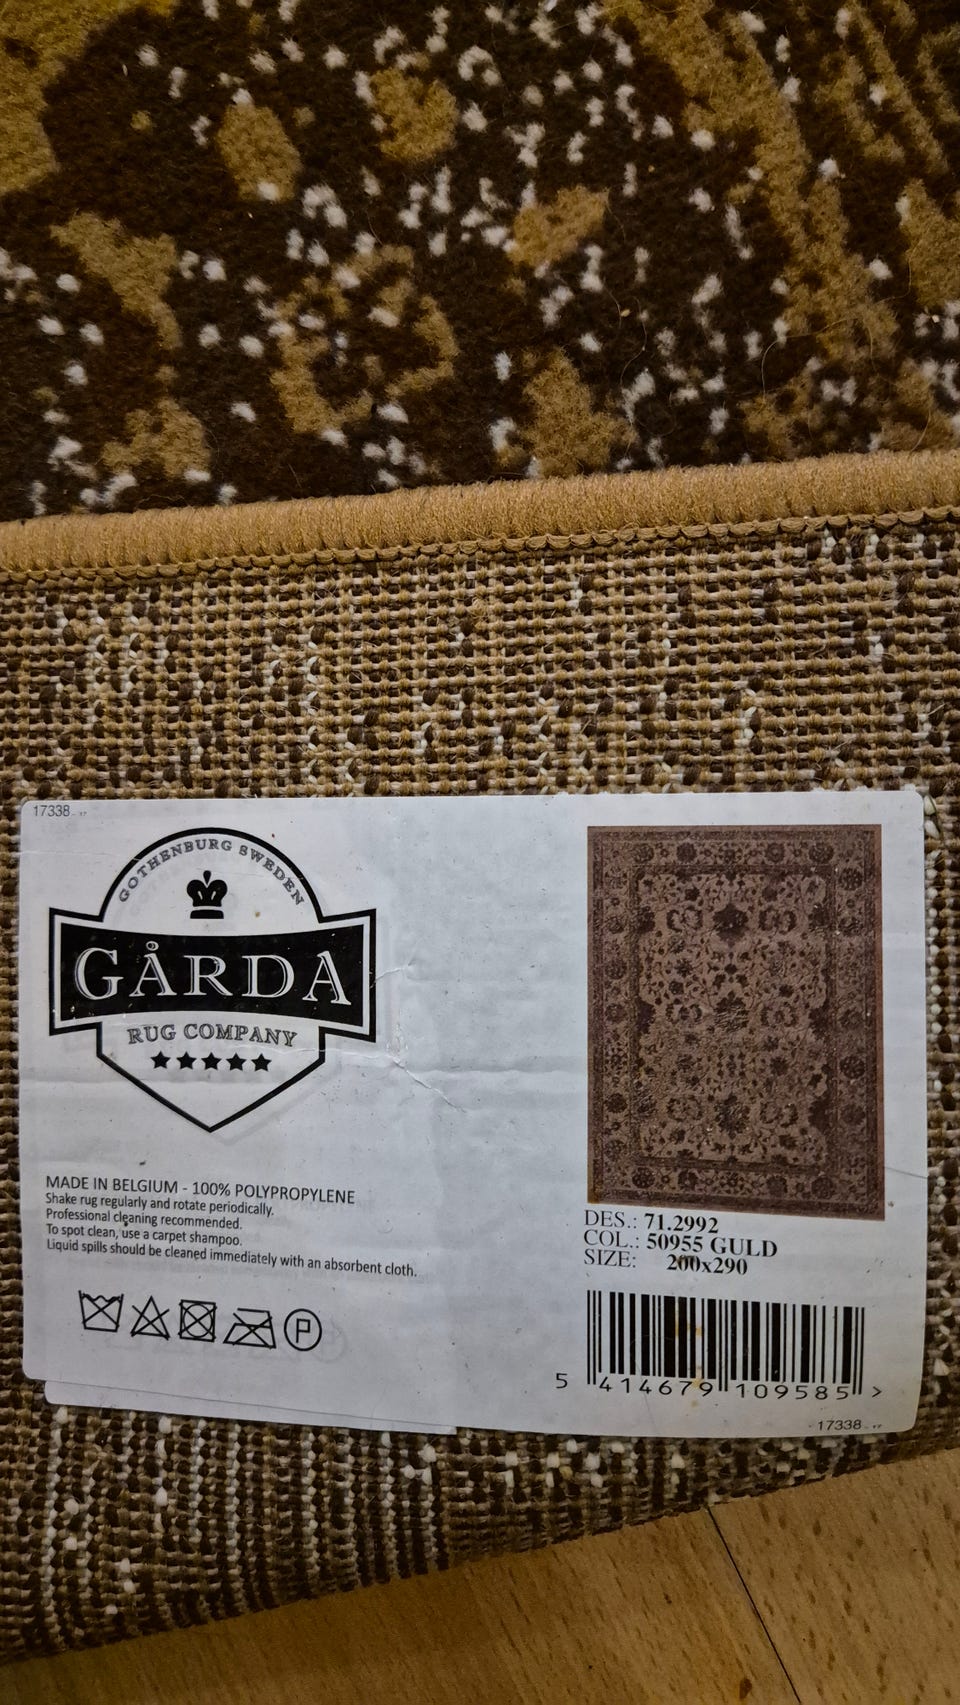 17338
GOTHENBURG SWEDEN
GÅRDA
RUG COMPANY
MADE IN BELGIUM - 100% POLYPROPYLENE
Shake rug regularly and rotate periodically.
Professional cleaning recommended.
To spot clean, use a carpet shampoo.
Liquid spills should be cleaned immediately with an absorbent cloth.
P
DES.: 71.2992
COL.: 50955 GULD
SIZE: 200x290
5 414679 109585 >
17338